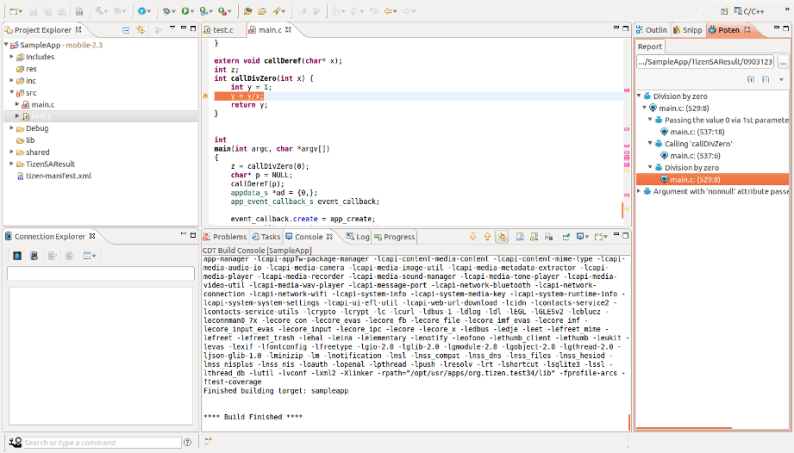 C/C++
Project Explorer
SampleApp - mobile-2.3
Includes
res
inc
src
main.c
test.c
Debug
lib
shared
TizenSAResult
tizen-manifest.xml
test.c
main.c
}
extern void callDeref(char* x);
int z;
int callDivZero(int x) {
int y = 1;
y = y/x;
return y;
}
int
main(int argc, char *argv[])
{
z = callDivZero(0);
char* p = NULL;
callDeref(p);
appdata_s *ad = {0,};
app_event_callback_s event_callback;
event_callback.create = app_create;
Outlin
Snipp
Poten
Report
.../SampleApp/TizenSAResult/0903123
...
Division by zero
main.c: (529:8)
Passing the value 0 via 1st paramete
main.c: (537:18)
Calling 'callDivZero'
main.c: (537:6)
Division by zero
main.c: (529:8)
Argument with 'nonnull' attribute passe
Connection Explorer
Problems
Tasks
Console
Log
Progress
CDT Build Console [SampleApp]
app-manager -lcapi-appfw-package-manager -lcapi-content-media-content -lcapi-content-mime-type -lcapi-
media-audio-io -lcapi-media-camera -lcapi-media-image-util -lcapi-media-metadata-extractor -lcapi-
media-player -lcapi-media-recorder -lcapi-media-sound-manager -lcapi-media-tone-player -lcapi-media-
video-util -lcapi-media-wav-player -lcapi-message-port -lcapi-network-bluetooth -lcapi-network-
connection -lcapi-network-wifi -lcapi-system-info -lcapi-system-media-key -lcapi-system-runtime-info -
lcapi-system-system-settings -lcapi-ui-efl-util -lcapi-web-url-download -lcidn -lcontacts-service2 -
lcontacts-service-utils -lcrypto -lcrypt -lc -lcurl -ldbus-1 -ldlog -ldl -lEGL -lGLESv2 -lebluez -
leconnman0_7x -lecore_con -lecore_evas -lecore_fb -lecore_file -lecore_imf_evas -lecore_imf -
lecore_input_evas -lecore_input -lecore_ipc -lecore -lecore_x -ledbus -ledje -leet -lefreet_mime -
lefreet -lefreet_trash -lehal -leina -lelementary -lenotify -leofono -lethumb_client -lethumb -leukit -
levas -lexif -lfontconfig -lfreetype -lgio-2.0 -lglib-2.0 -lgmodule-2.0 -lgobject-2.0 -lgthread-2.0 -
ljson-glib-1.0 -lminizip -lm -lnotification -lnsl -lnss_compat -lnss_dns -lnss_files -lnss_hesiod -
lnss_nisplus -lnss_nis -loauth -lopenal -lpthread -lpush -lresolv -lrt -lshortcut -lsqlite3 -lssl -
lthread_db -lutil -lvconf -lxml2 -Xlinker -rpath="/opt/usr/apps/org.tizen.test34/lib" -fprofile-arcs -
ftest-coverage
Finished building target: sampleapp
**** Build Finished ****
Search or type a command